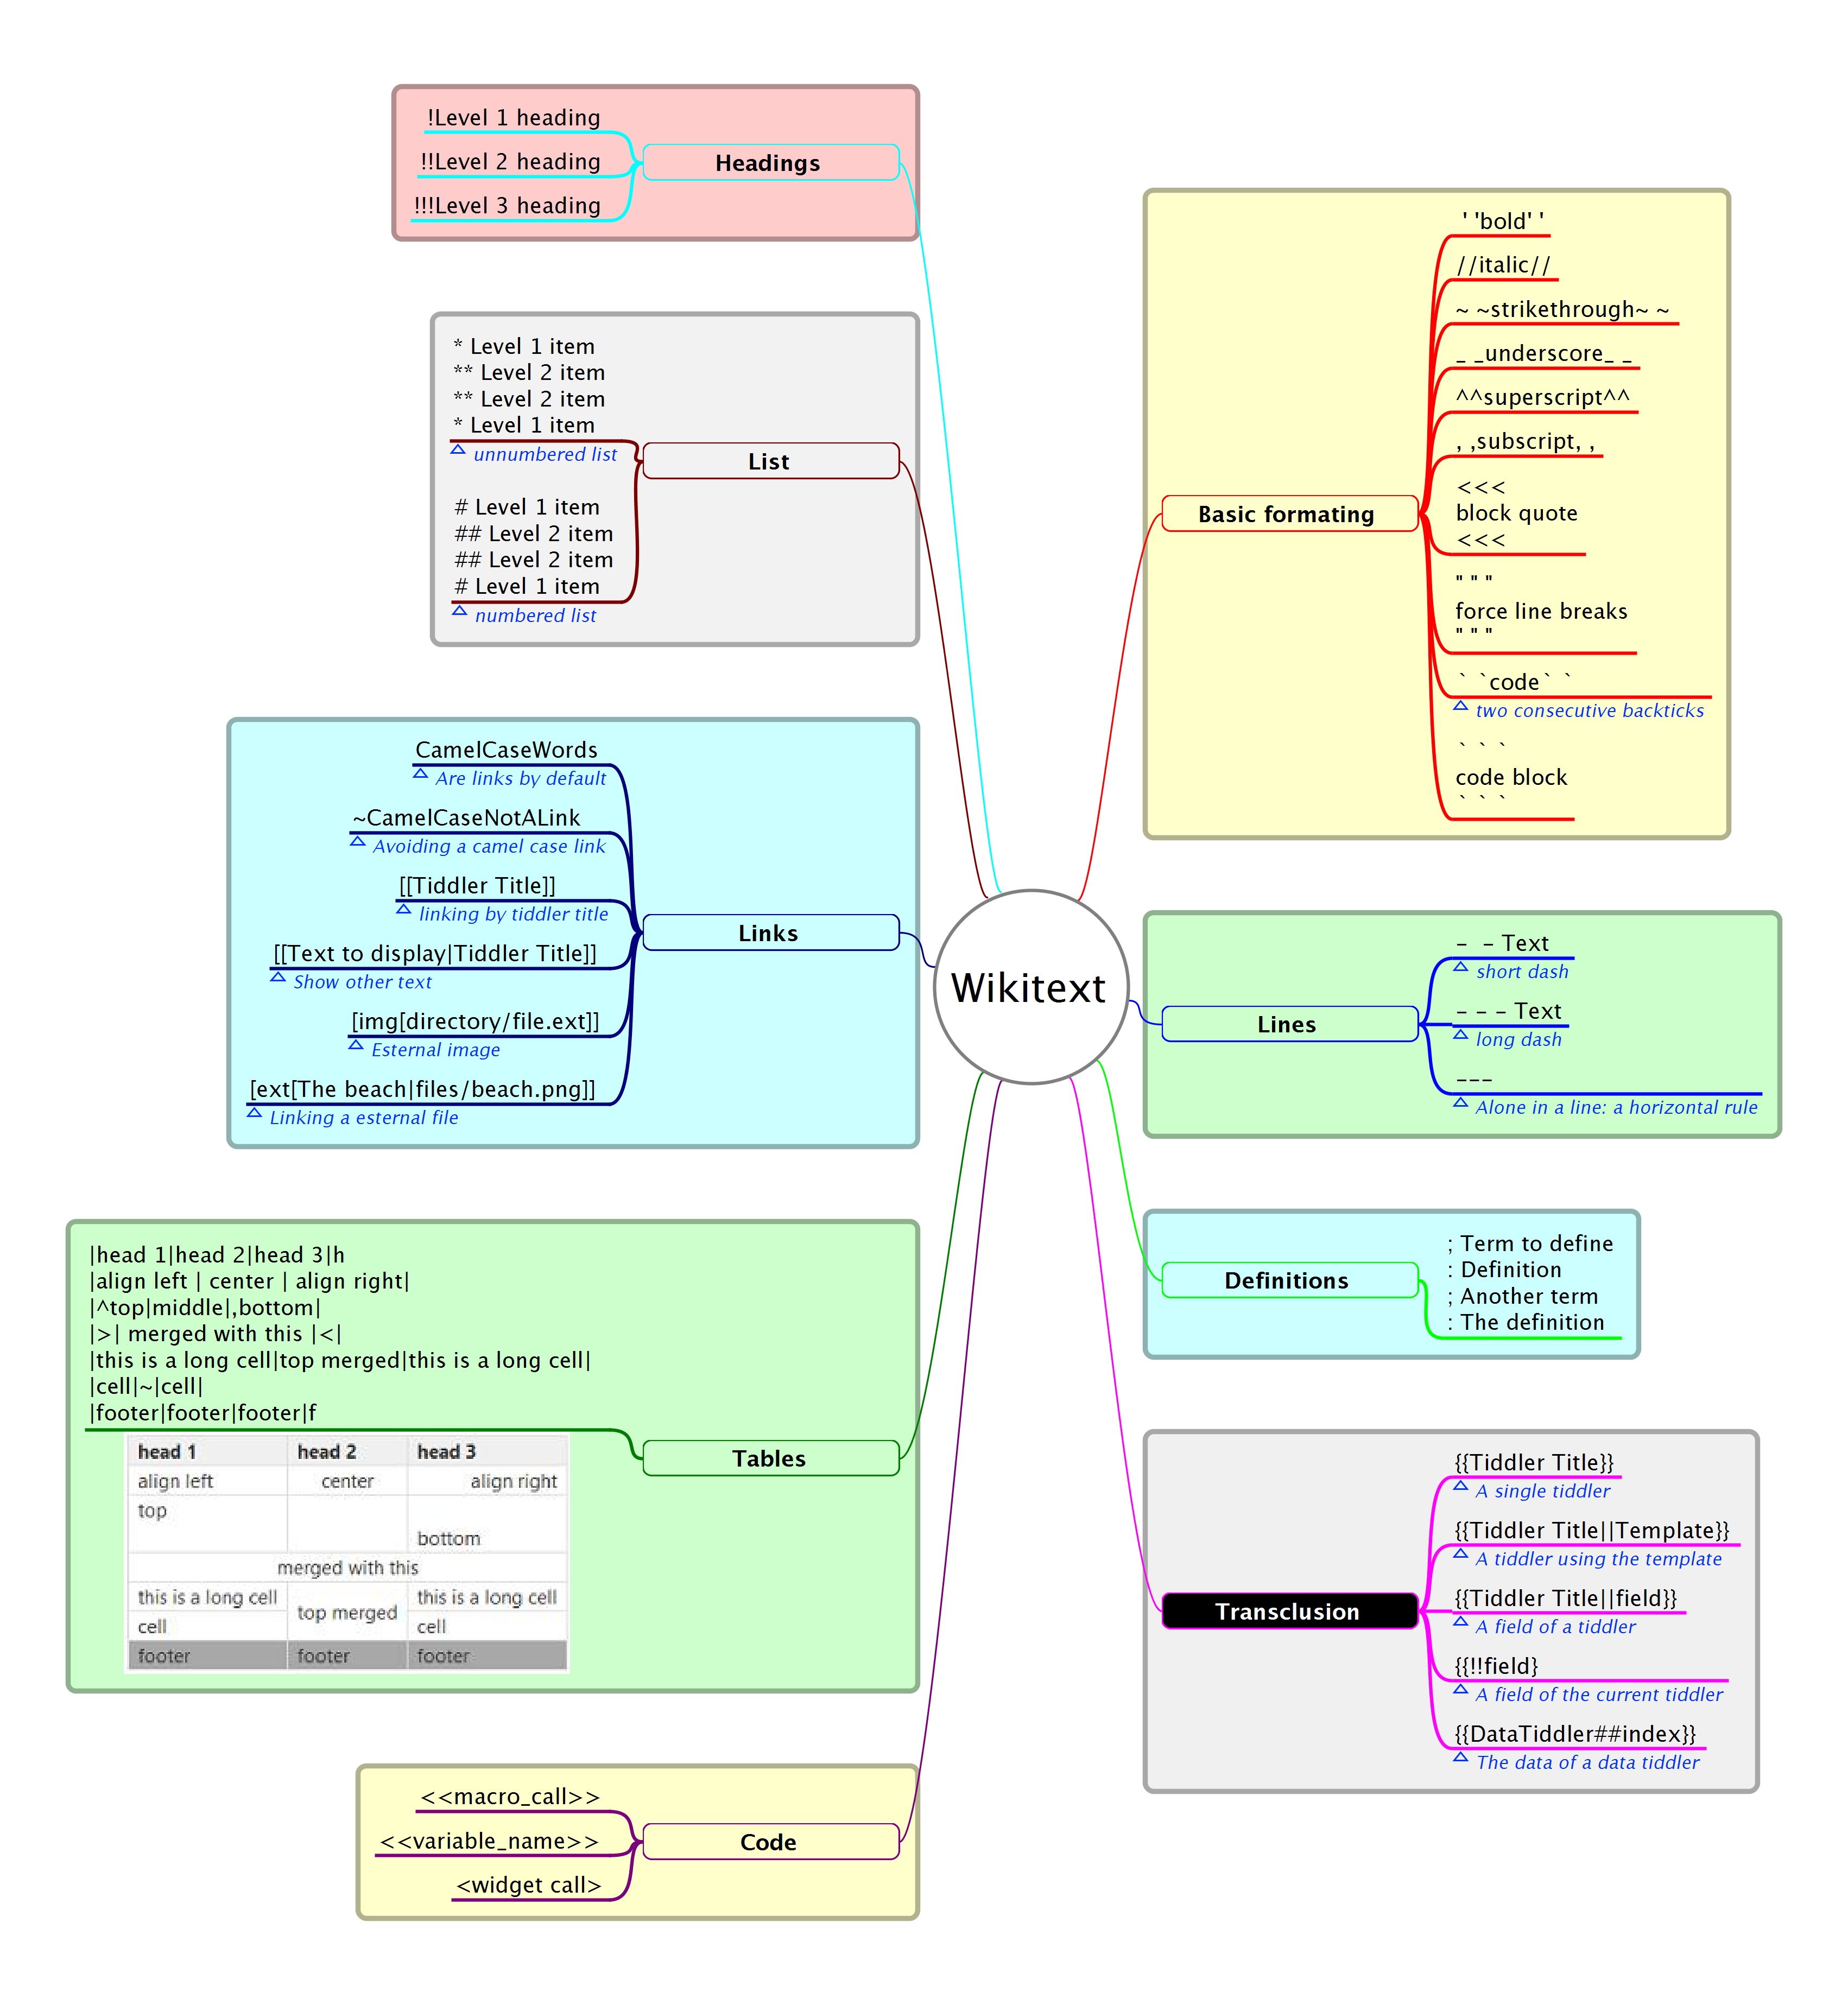 !Level 1 heading
!!Level 2 heading
!!!Level 3 heading
Headings
* Level 1 item
** Level 2 item
** Level 2 item
* Level 1 item
unnumbered list
# Level 1 item
## Level 2 item
## Level 2 item
# Level 1 item
numbered list
List
CamelCaseWords
Are links by default
~CamelCaseNotALink
Avoiding a camel case link
[[Tiddler Title]]
linking by tiddler title
[[Text to display|Tiddler Title]]
Show other text
[img[directory/file.ext]]
Esternal image
[ext[The beach|files/beach.png]]
Linking a esternal file
Links
|head 1|head 2|head 3|h
|align left | center | align right|
|^top|middle|,bottom|
|>| merged with this |<|
|this is a long cell|top merged|this is a long cell|
|cell|~|cell|
|footer|footer|footer|f
head 1 head 2 head 3
align left center align right
top
bottom
merged with this
this is a long cell top merged this is a long cell
cell cell
footer footer footer
Tables
<<macro_call>>
<<variable_name>>
<widget call>
Code
Wikitext
Basic formating
' 'bold' '
//italic//
~ ~strikethrough~ ~
_ _underscore_ _
^^superscript^^
, ,subscript, ,
<<<
block quote
<<<
" " "
force line breaks
" " "
` `code` `
two consecutive backticks
` ` `
code block
` ` `
Lines
- - Text
short dash
- - - Text
long dash
---
Alone in a line: a horizontal rule
Definitions
; Term to define
: Definition
; Another term
: The definition
Transclusion
{{Tiddler Title}}
A single tiddler
{{Tiddler Title||Template}}
A tiddler using the template
{{Tiddler Title||field}}
A field of a tiddler
{{!!field}
A field of the current tiddler
{{DataTiddler##index}}
The data of a data tiddler